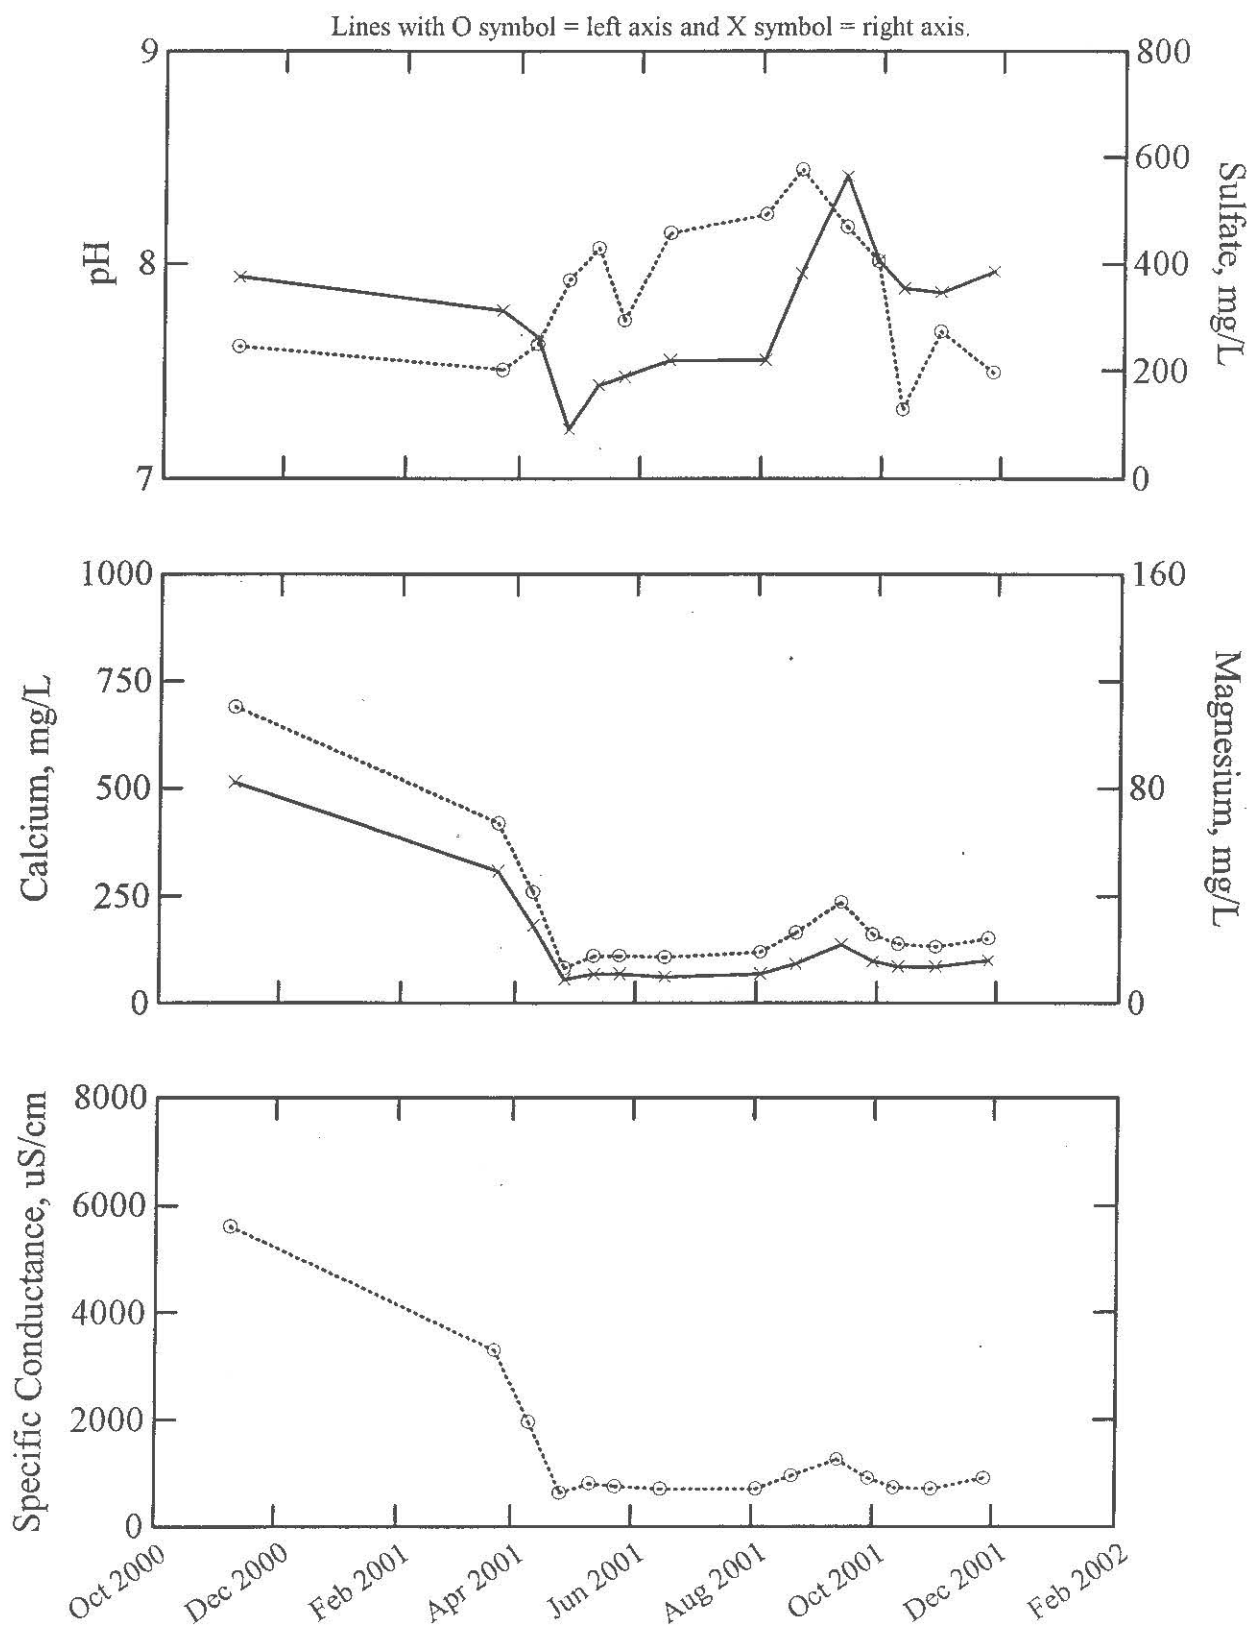 Lines with O symbol = left axis and X symbol = right axis.
9
8
7
pH
800
600
400
200
0
Sulfate, mg/L
1000
750
500
250
0
Calcium, mg/L
160
80
0
Magnesium, mg/L
8000
6000
4000
2000
0
Specific Conductance, uS/cm
Oct 2000
Dec 2000
Feb 2001
Apr 2001
Jun 2001
Aug 2001
Oct 2001
Dec 2001
Feb 2002